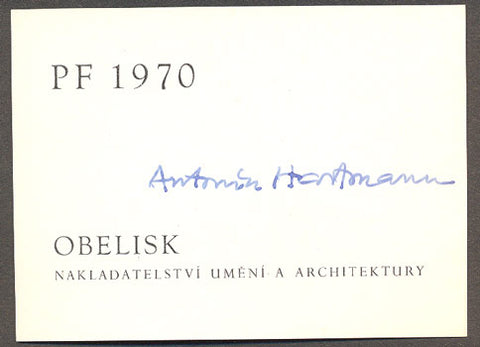 PF 1970
Antonín Hartmann
OBELISK
NAKLADATELSTVÍ UMĚNÍ A ARCHITEKTURY